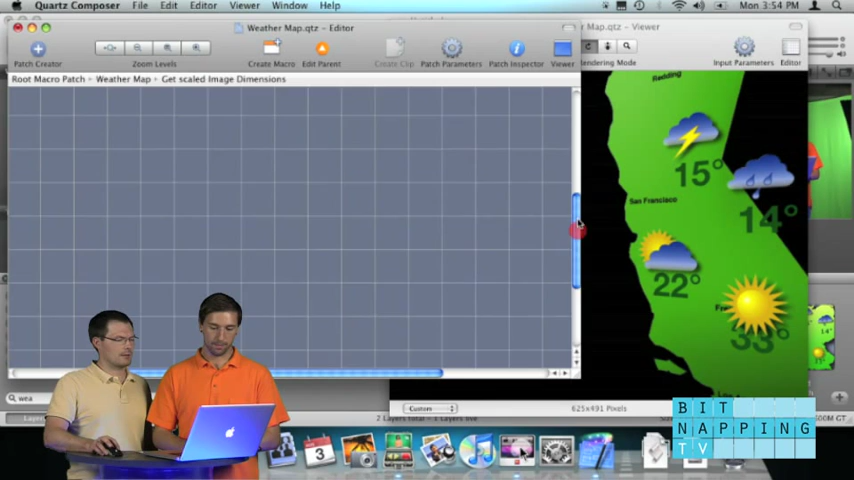 Quartz Composer File Edit Editor Viewer Window Help
Mon 3:54 PM
Weather Map.qtz - Editor
Map.qtz - Viewer
Patch Creator
Zoom Levels
Create Macro
Edit Parent
Create Clip
Patch Parameters
Patch Inspector
Viewer
Rendering Mode
Input Parameters
Editor
Root Macro Patch
Weather Map
Get scaled Image Dimensions
Redding
15°
14°
San Francisco
22°
33°
14°
wea
Custom
625x491 Pixels
3
BIT
NAPPING
TV